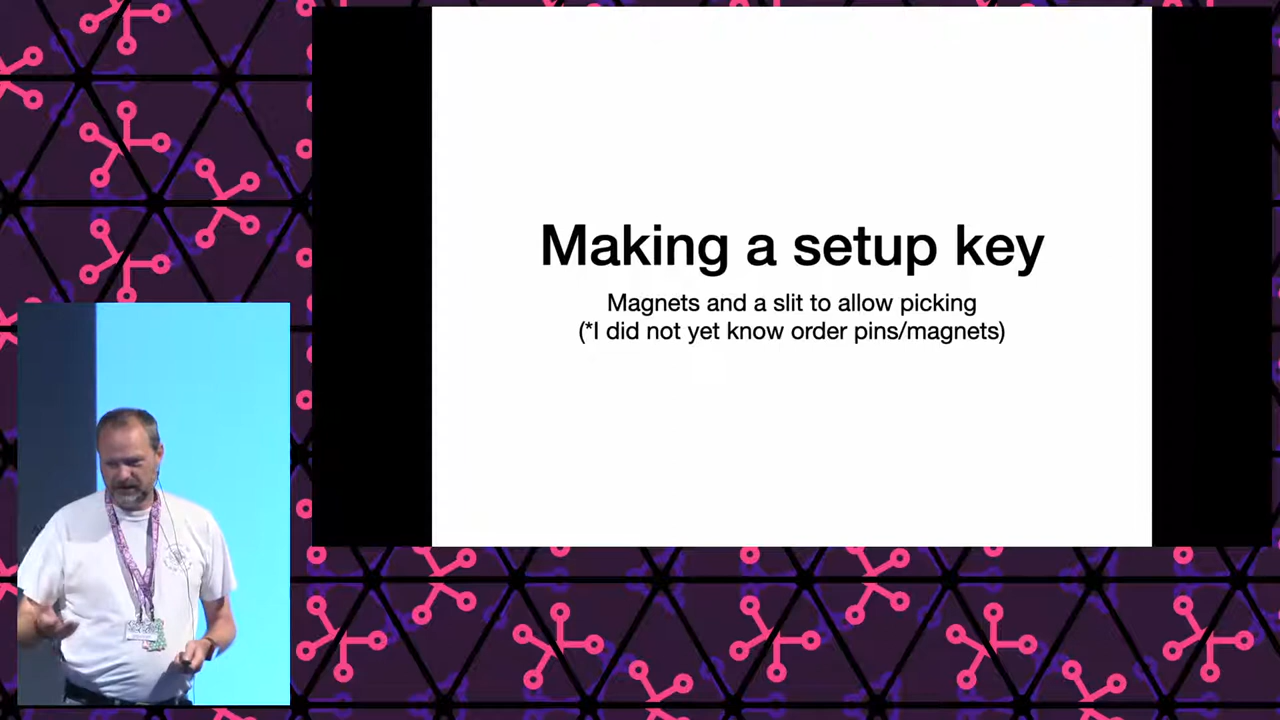 Making a setup key
Magnets and a slit to allow picking
(*I did not yet know order pins/magnets)